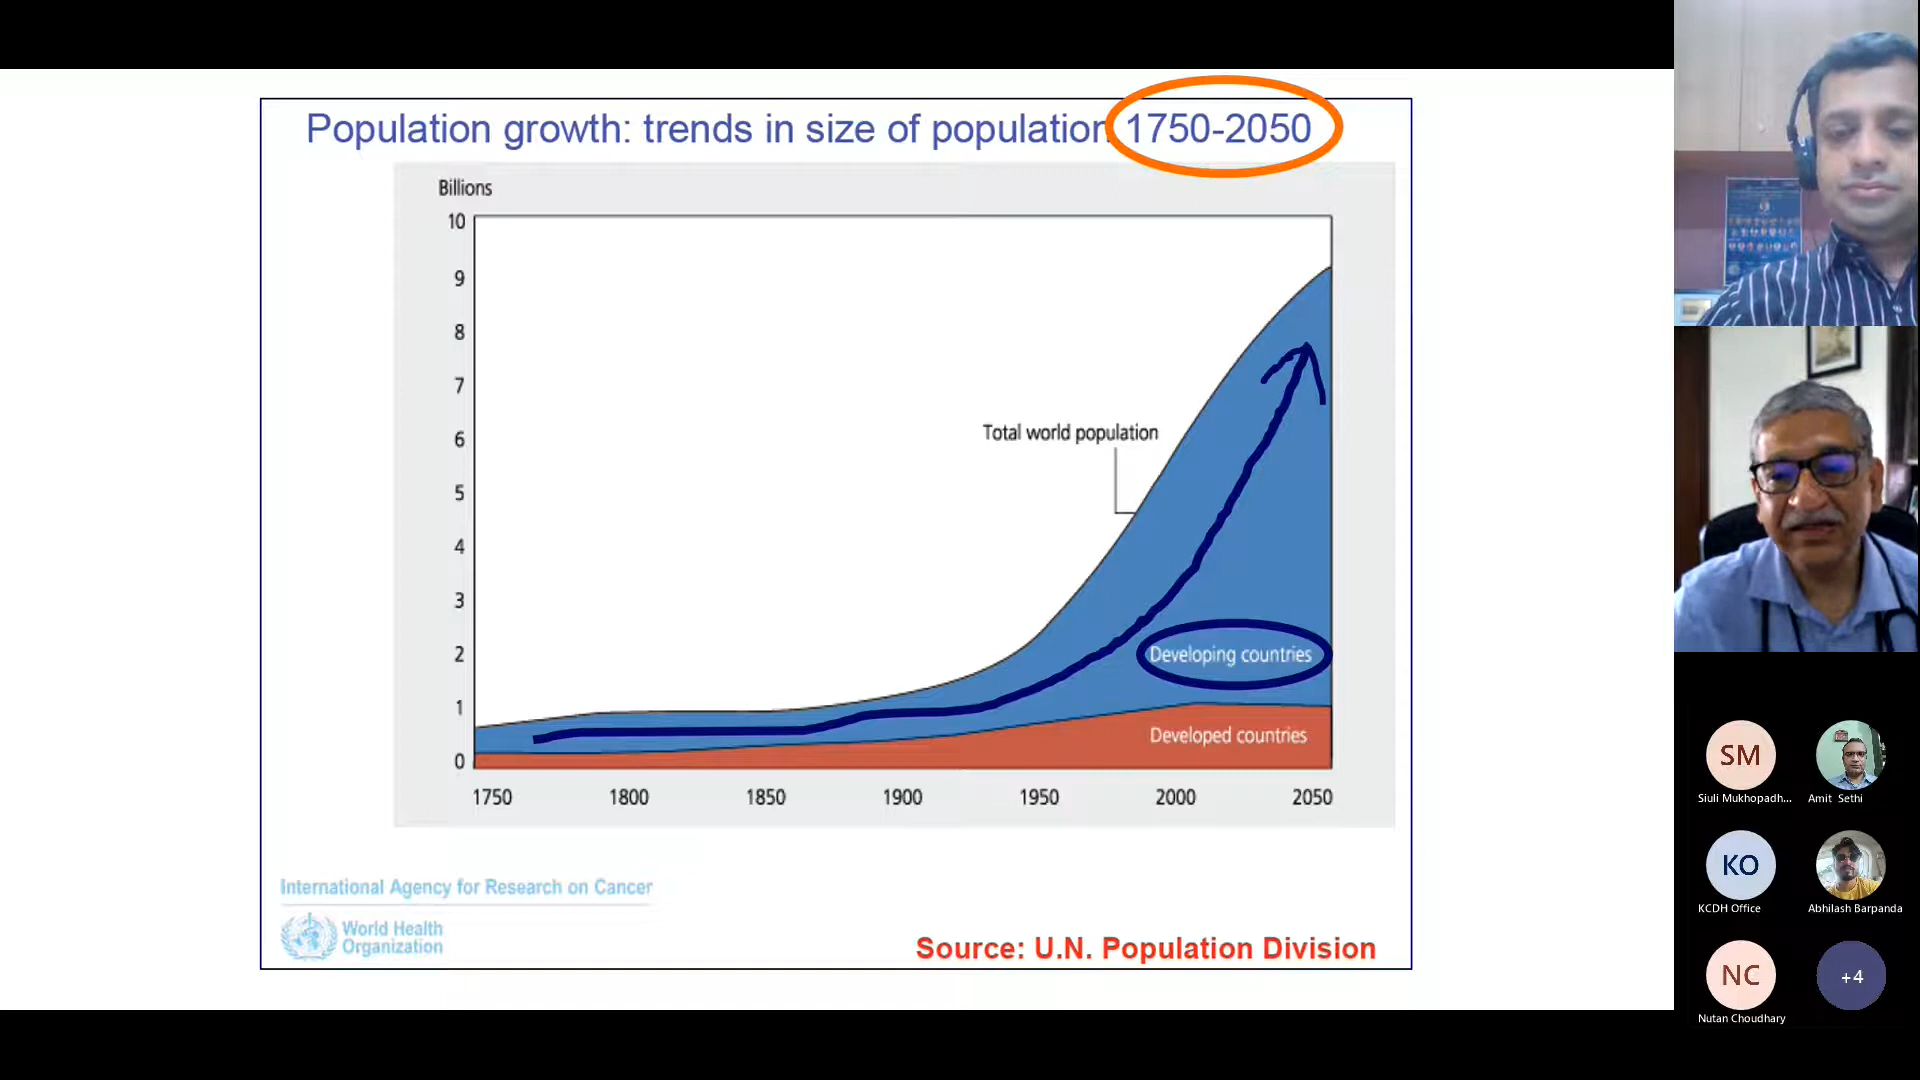 Population growth: trends in size of population 1750-2050
Billions
10
9
8
7
6
5
4
3
2
1
0
Total world population
Developing countries
Developed countries
1750 1800 1850 1900 1950 2000 2050
International Agency for Research on Cancer
World Health
Organization
Source: U.N. Population Division
SM
Siuli Mukhopadh...
Amit Sethi
KO
KCDH Office
Abhilash Barpanda
NC
Nutan Choudhary
+4